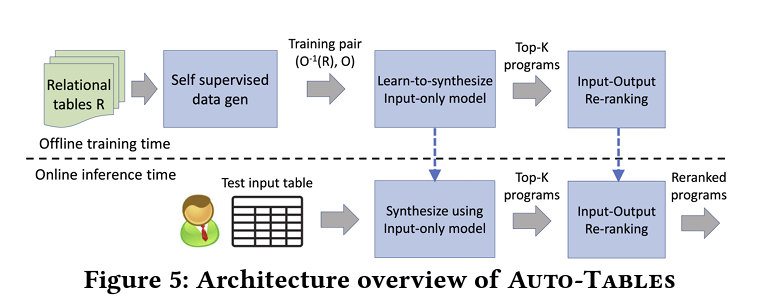 Relational
tables R
Self supervised
data gen
Training pair
(O⁻¹(R), O)
Learn-to-synthesize
Input-only model
Top-K
programs
Input-Output
Re-ranking
Offline training time
Online inference time
Test input table
Synthesize using
Input-only model
Top-K
programs
Input-Output
Re-ranking
Reranked
programs
Figure 5: Architecture overview of AUTO-TABLES